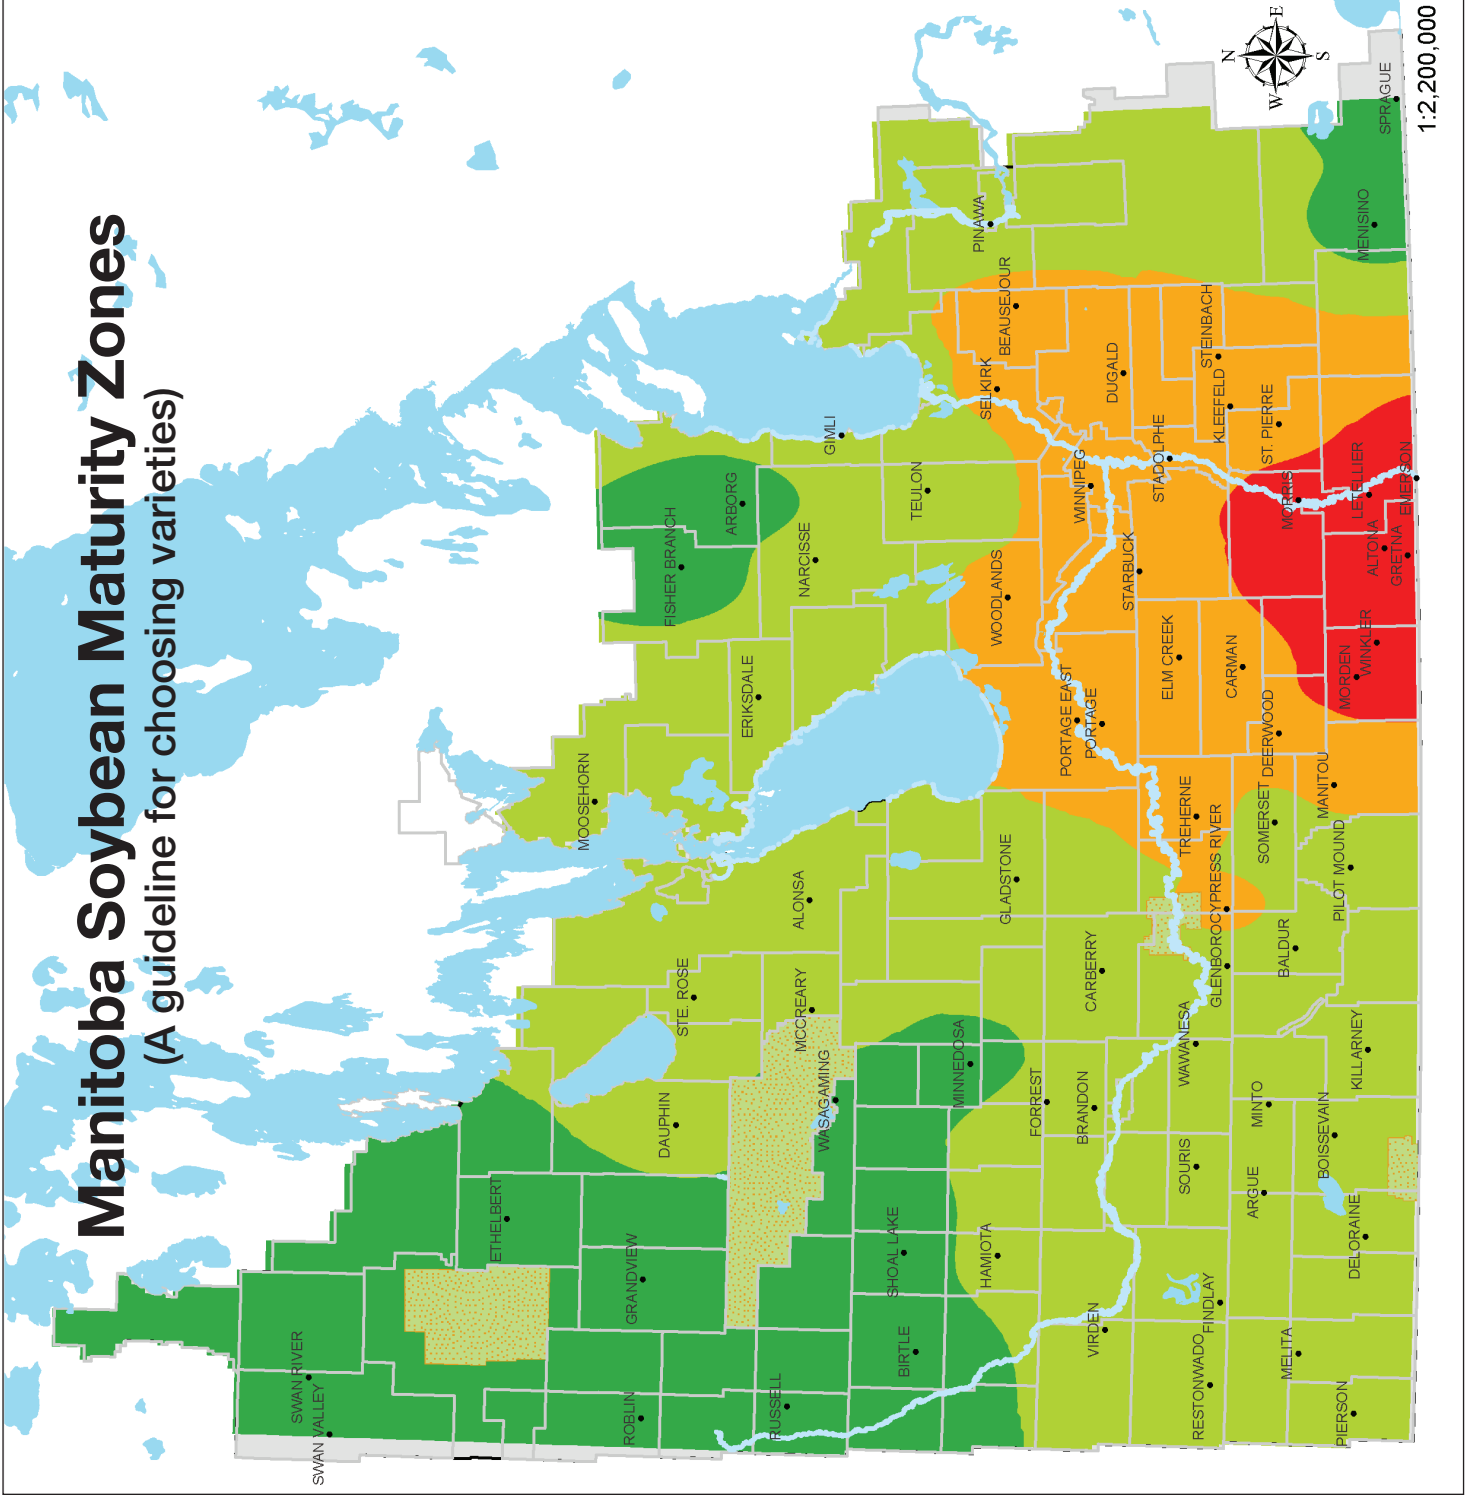 Manitoba Soybean Maturity Zones
(A guideline for choosing varieties)
SWAN RIVER
SWAN VALLEY
ETHELBERT
GRANDVIEW
ROBLIN
RUSSELL
DAUPHIN
STE. ROSE
MCCREARY
WASAGAMING
MINNEDOSA
SHOAL LAKE
BIRTLE
HAMIOTA
MOOSEHORN
ERIKSDALE
ALONSA
GLADSTONE
FISHER BRANCH
ARBORG
NARCISSE
GIMLI
TEULON
WOODLANDS
SELKIRK
BEAUSEJOUR
PINAWA
WINNIPEG
DUGALD
STADOLPHE
STARBUCK
PORTAGE EAST
PORTAGE
ELM CREEK
CARMAN
STEINBACH
KLEEFELD
ST. PIERRE
MORRIS
LETELLIER
EMERSON
ALTONA
GRETNA
WINKLER
MORDEN
DEERWOOD
SOMERSET
MANITOU
PILOT MOUND
TREHERNE
CYPRESS RIVER
GLENBORO
BALDUR
CARBERRY
WAWANESA
KILLARNEY
FORREST
BRANDON
SOURIS
MINTO
BOISSEVAIN
ARGUE
DELORAINE
VIRDEN
FINDLAY
RESTONWADO
MELITA
PIERSON
MENISINO
SPRAGUE
N
E
S
W
1:2,200,000